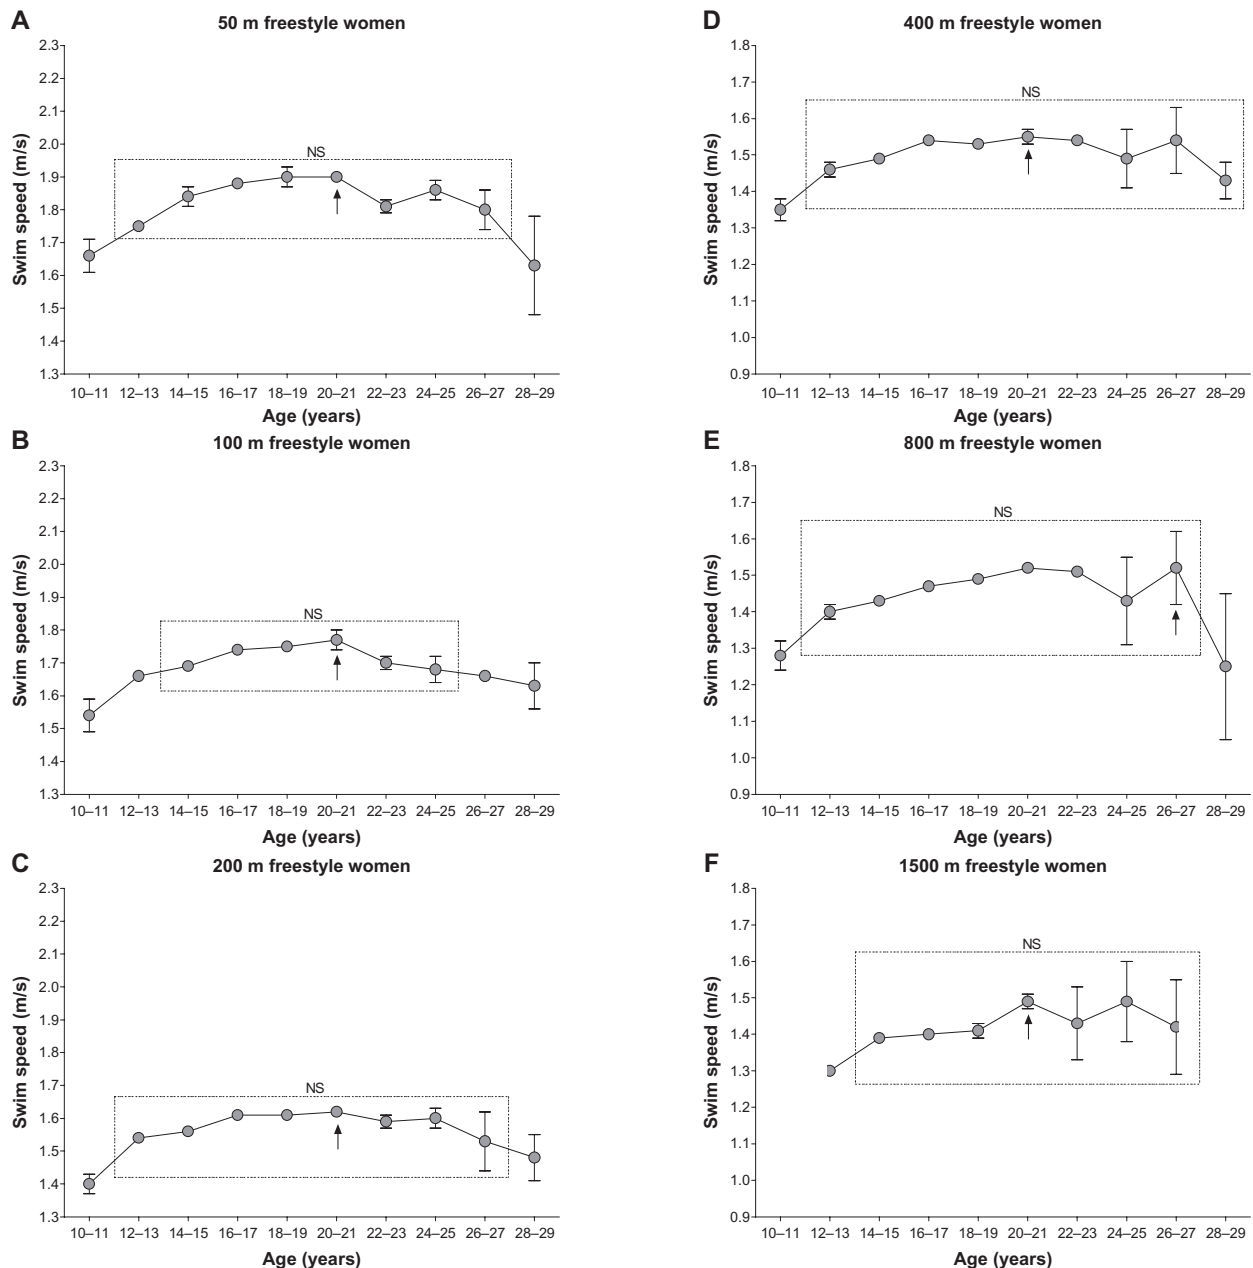 A
50 m freestyle women
2.3
2.2
2.1
2.0
1.9
1.8
1.7
1.6
1.5
1.4
1.3
Swim speed (m/s)
NS
10–11 12–13 14–15 16–17 18–19 20–21 22–23 24–25 26–27 28–29
Age (years)
B
100 m freestyle women
2.3
2.2
2.1
2.0
1.9
1.8
1.7
1.6
1.5
1.4
1.3
Swim speed (m/s)
NS
10–11 12–13 14–15 16–17 18–19 20–21 22–23 24–25 26–27 28–29
Age (years)
C
200 m freestyle women
2.3
2.2
2.1
2.0
1.9
1.8
1.7
1.6
1.5
1.4
1.3
Swim speed (m/s)
NS
10–11 12–13 14–15 16–17 18–19 20–21 22–23 24–25 26–27 28–29
Age (years)
D
400 m freestyle women
1.8
1.7
1.6
1.5
1.4
1.3
1.2
1.1
1.0
0.9
Swim speed (m/s)
NS
10–11 12–13 14–15 16–17 18–19 20–21 22–23 24–25 26–27 28–29
Age (years)
E
800 m freestyle women
1.8
1.7
1.6
1.5
1.4
1.3
1.2
1.1
1.0
0.9
Swim speed (m/s)
NS
10–11 12–13 14–15 16–17 18–19 20–21 22–23 24–25 26–27 28–29
Age (years)
F
1500 m freestyle women
1.8
1.7
1.6
1.5
1.4
1.3
1.2
1.1
1.0
0.9
Swim speed (m/s)
NS
10–11 12–13 14–15 16–17 18–19 20–21 22–23 24–25 26–27 28–29
Age (years)